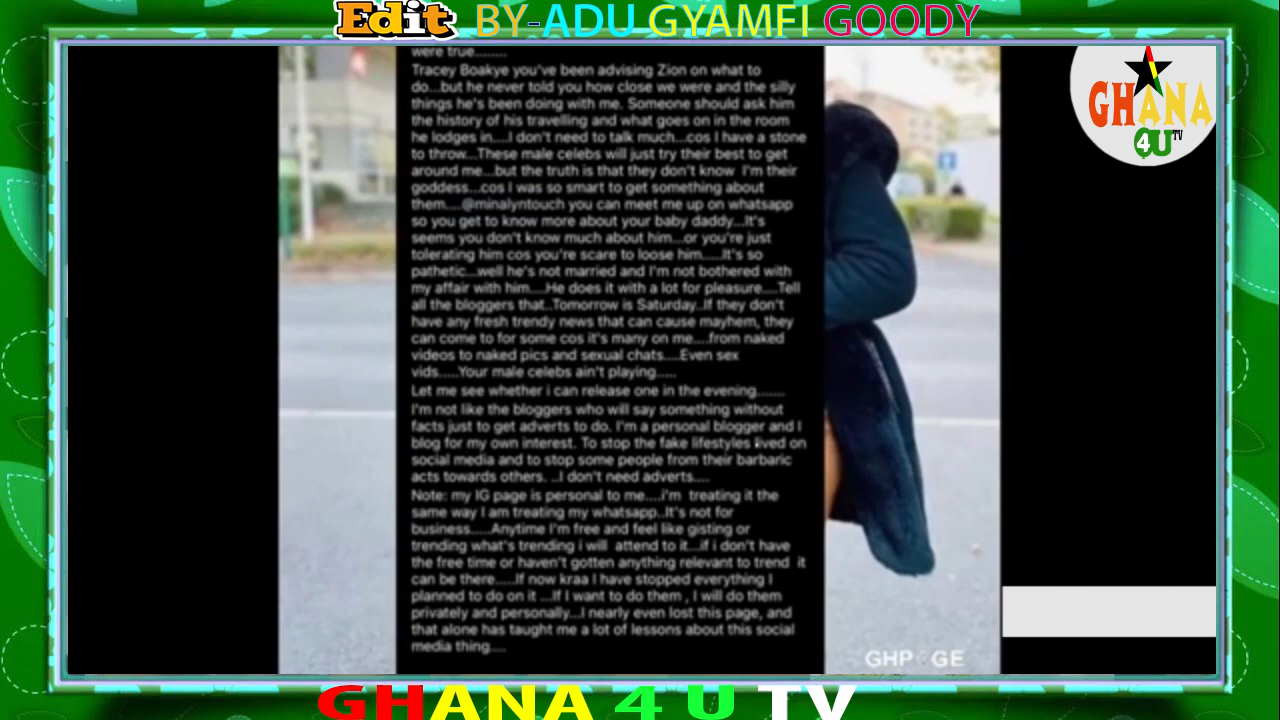 Edit BY-ADU GYAMFI GOODY
GHANA
4U TV
were true.........
Tracey Boakye you've been advising Zion on what to
do...but he never told you how close we were and the silly
things he's been doing with me. Someone should ask him
the history of his travelling and what goes on in the room
he lodges in....I don't need to talk much...cos I have a stone
to throw...These male celebs will just try their best to get
around me...but the truth is that they don't know I'm their
goddess...cos I was so smart to get something about
them....@minalyntouch you can meet me up on whatsapp
so you get to know more about your baby daddy...It's
seems you don't know much about him...or you're just
tolerating him cos you're scare to loose him.....It's so
pathetic...well he's not married and I'm not bothered with
my affair with him....He does it with a lot for pleasure....Tell
all the bloggers that..Tomorrow is Saturday..If they don't
have any fresh trendy news that can cause mayhem, they
can come to for some cos it's many on me....from naked
videos to naked pics and sexual chats....Even sex
vids.....Your male celebs ain't playing.....
Let me see whether i can release one in the evening.......
I'm not like the bloggers who will say something without
facts just to get adverts to do. I'm a personal blogger and I
blog for my own interest. To stop the fake lifestyles lived on
social media and to stop some people from their barbaric
acts towards others. ..I don't need adverts....
Note: my IG page is personal to me....i'm treating it the
same way I am treating my whatsapp..It's not for
business.....Anytime I'm free and feel like gisting or
trending what's trending i will attend to it...if i don't have
the free time or haven't gotten anything relevant to trend it
can be there.....If now kraa I have stopped everything I
planned to do on it ...If I want to do them , I will do them
privately and personally...I nearly even lost this page, and
that alone has taught me a lot of lessons about this social
media thing....
GHPAGE
GHANA 4 U TV